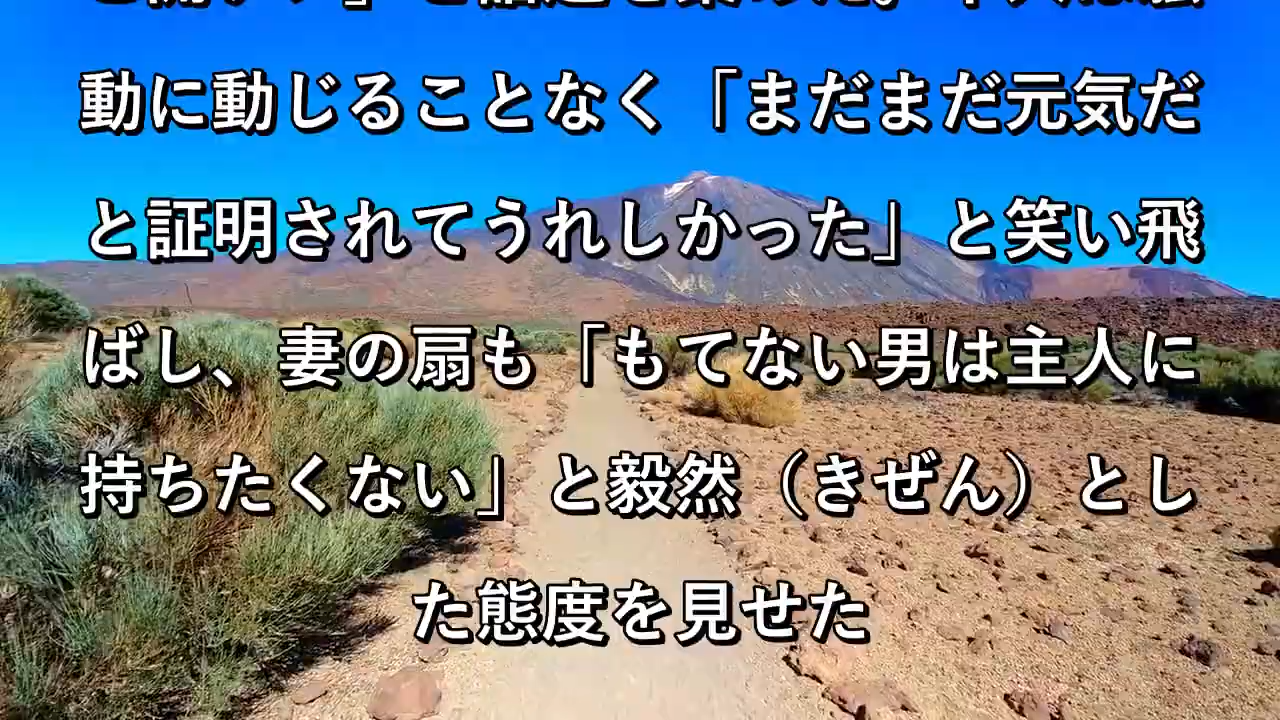 動に動じることなく「まだまだ元気だ
と証明されてうれしかった」と笑い飛
ばし、妻の扇も「もてない男は主人に
持ちたくない」と毅然（きぜん）とし
た態度を見せた